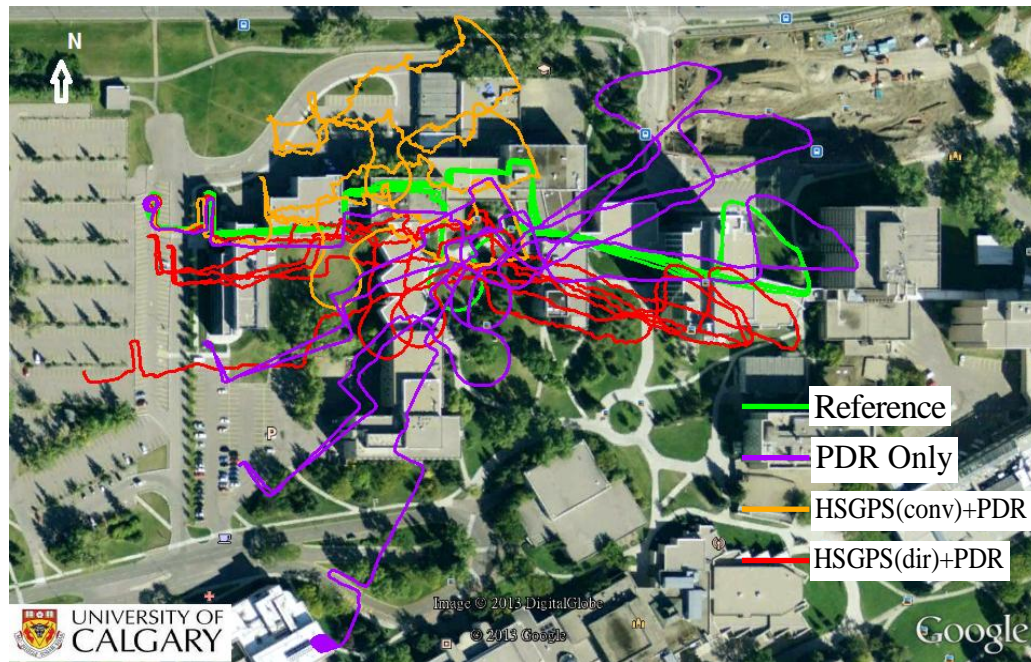 N
Reference
PDR Only
HSGPS(conv)+PDR
HSGPS(dir)+PDR
P
UNIVERSITY OF
CALGARY
Image © 2013 DigitalGlobe
© 2013 Google
Google